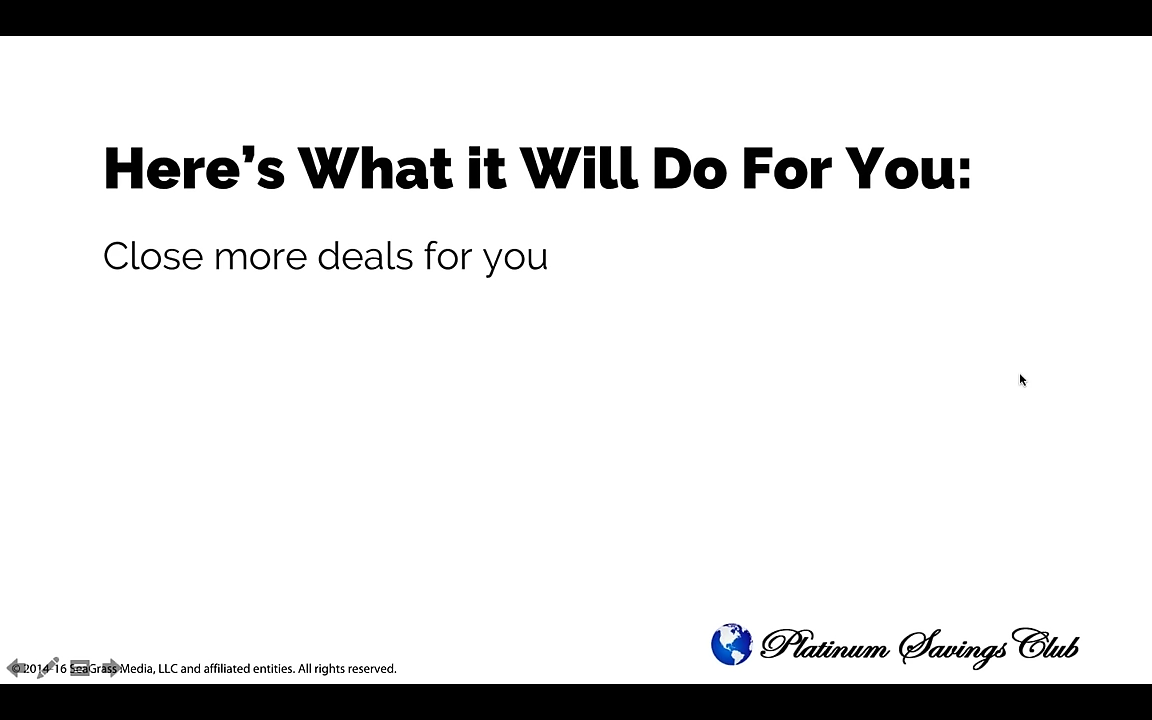 Here’s What it Will Do For You:
Close more deals for you
Platinum Savings Club
© 2014-16 SeaGrass Media, LLC and affiliated entities. All rights reserved.